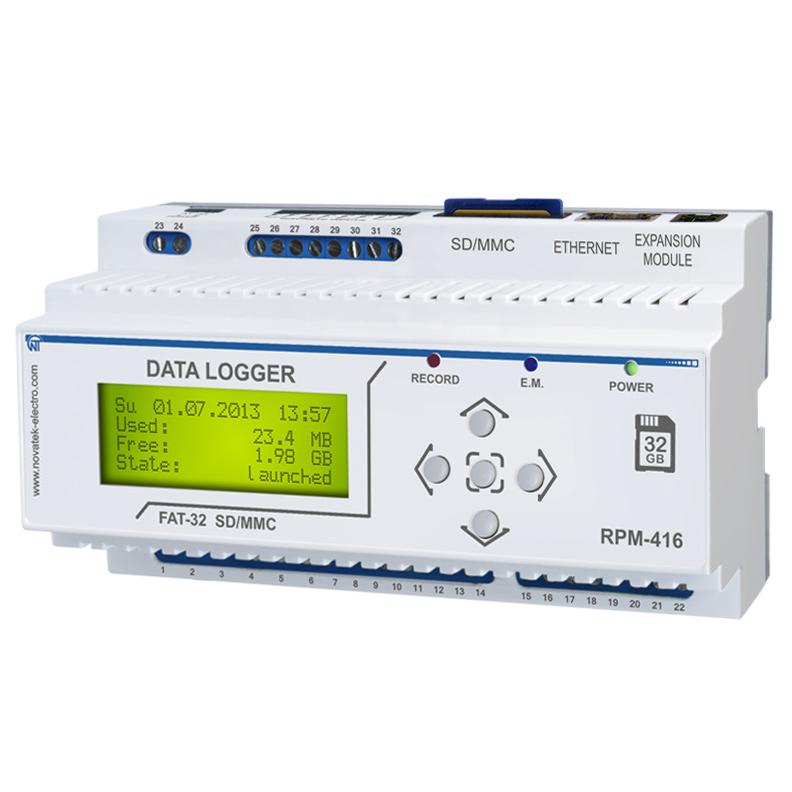 23 24
25 26 27 28 29 30 31 32
SD/MMC
ETHERNET
EXPANSION
MODULE
www.novatek-electro.com
DATA LOGGER
RECORD
E.M.
POWER
Su 01.07.2013 13:57
Used: 23.4 MB
Free: 1.98 GB
State: launched
32
GB
FAT-32 SD/MMC
RPM-416
1 2 3 4 5 6 7 8 9 10 11 12 13 14
15 16 17 18 19 20 21 22